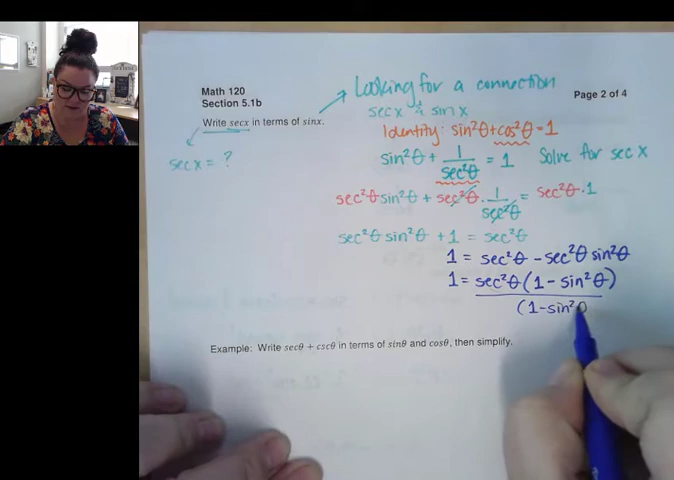 Math 120
Section 5.1b
Page 2 of 4
Looking for a connection
sec x & sin x
Write secx in terms of sinx.
sec x = ?
Identity: sin²θ+cos²θ=1
sin²θ + 1/sec²θ = 1 Solve for sec x
sec²θ sin²θ + sec²θ · 1/sec²θ = sec²θ · 1
sec²θ sin²θ + 1 = sec²θ
1 = sec²θ - sec²θ sin²θ
1 = sec²θ (1 - sin²θ)
(1-sin²θ
Example: Write secθ + cscθ in terms of sinθ and cosθ, then simplify.